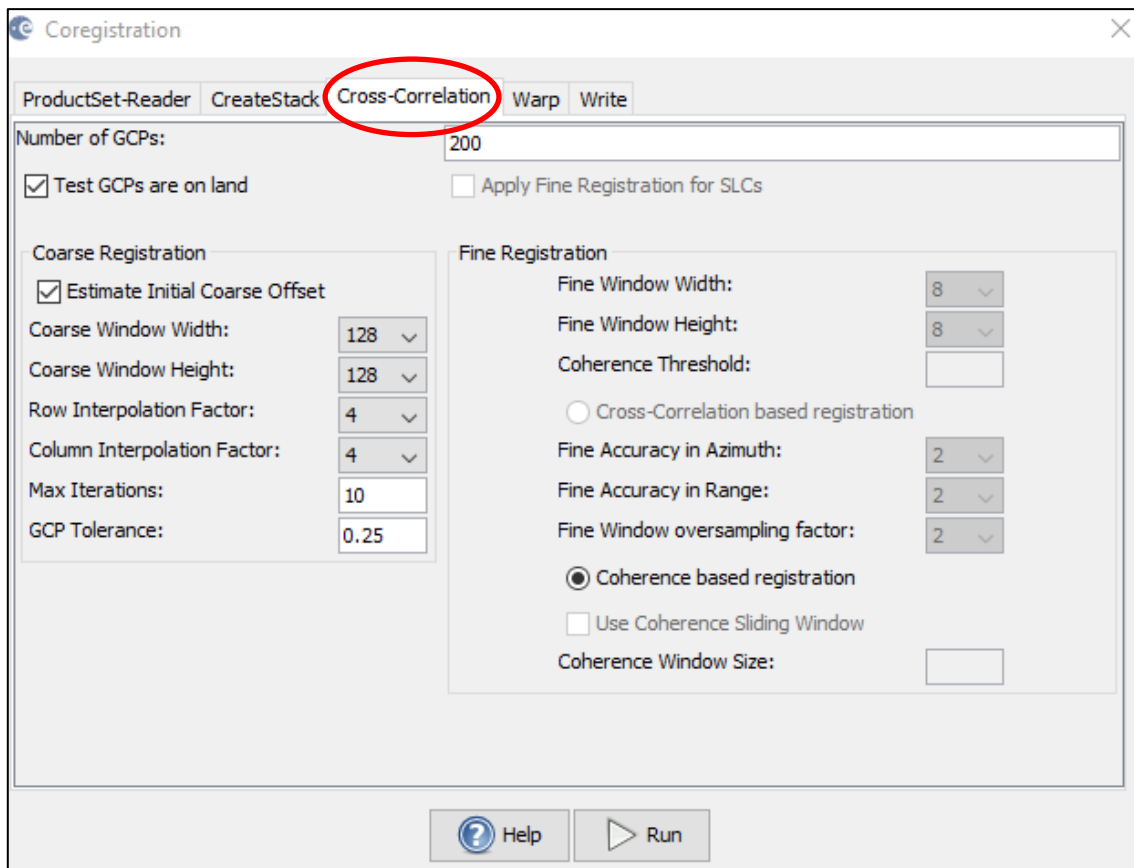 Coregistration
ProductSet-Reader CreateStack Cross-Correlation Warp Write
Number of GCPs: 200
Test GCPs are on land Apply Fine Registration for SLCs
Coarse Registration
Estimate Initial Coarse Offset
Coarse Window Width: 128
Coarse Window Height: 128
Row Interpolation Factor: 4
Column Interpolation Factor: 4
Max Iterations: 10
GCP Tolerance: 0.25
Fine Registration
Fine Window Width: 8
Fine Window Height: 8
Coherence Threshold:
Cross-Correlation based registration
Fine Accuracy in Azimuth: 2
Fine Accuracy in Range: 2
Fine Window oversampling factor: 2
Coherence based registration
Use Coherence Sliding Window
Coherence Window Size:
Help Run